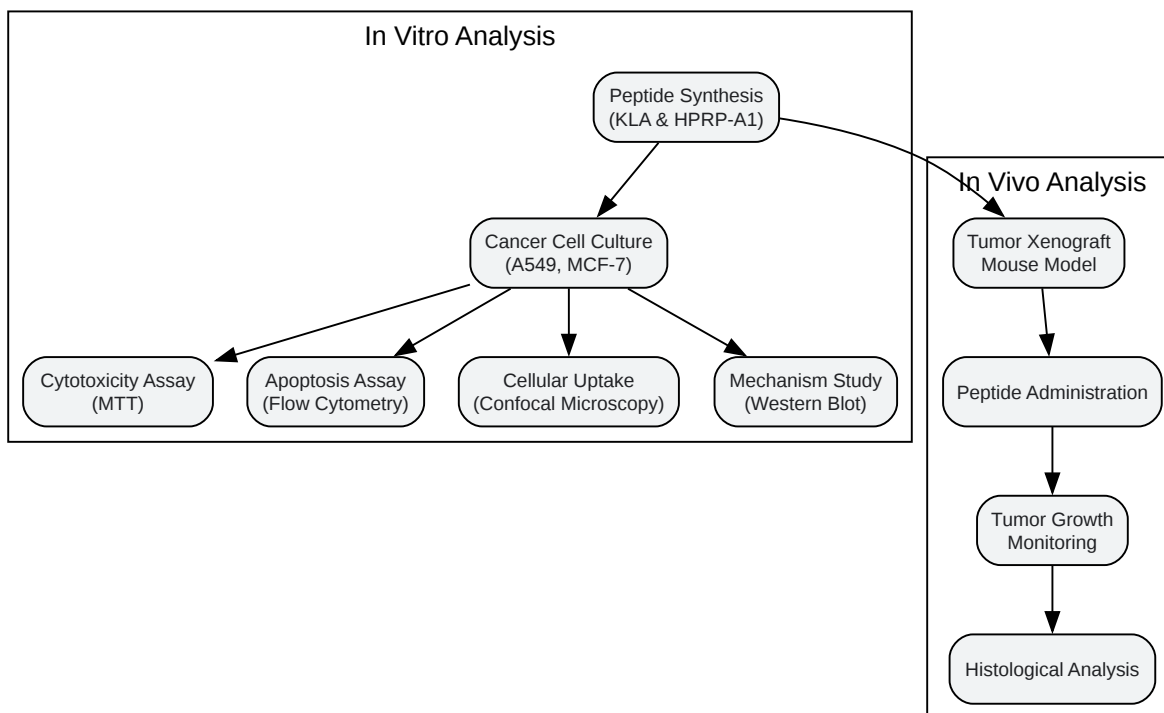 In Vitro Analysis
Peptide Synthesis
(KLA & HPRP-A1)
In Vivo Analysis
Cancer Cell Culture
(A549, MCF-7)
Tumor Xenograft
Mouse Model
Cytotoxicity Assay
(MTT)
Apoptosis Assay
(Flow Cytometry)
Cellular Uptake
(Confocal Microscopy)
Mechanism Study
(Western Blot)
Peptide Administration
Tumor Growth
Monitoring
Histological Analysis